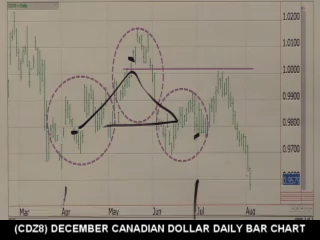 1.0200
1.0100
1.0000
0.9900
0.9800
0.9700
Mar
Apr
May
Jun
Jul
Aug
(CDZ8) DECEMBER CANADIAN DOLLAR DAILY BAR CHART